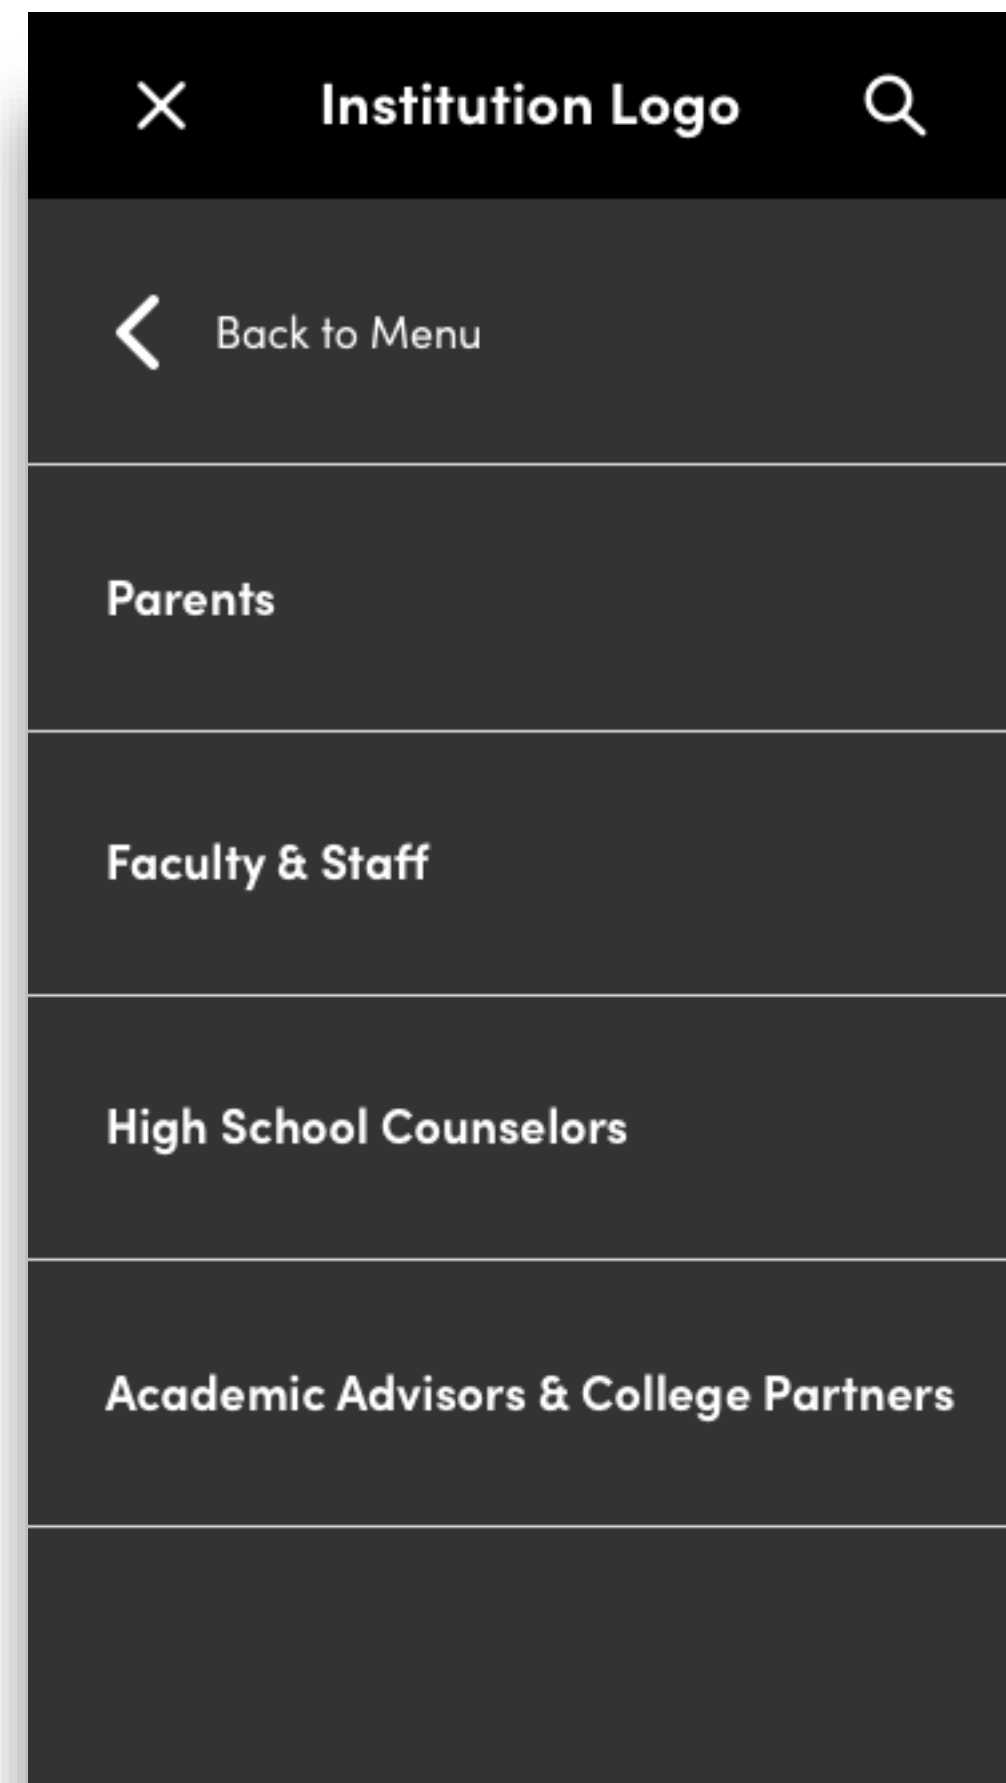 Institution Logo
Back to Menu
Parents
Faculty & Staff
High School Counselors
Academic Advisors & College Partners